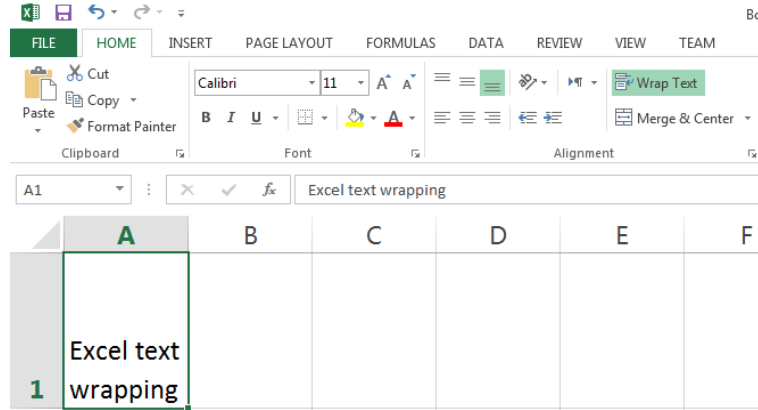 Bo
FILE HOME INSERT PAGE LAYOUT FORMULAS DATA REVIEW VIEW TEAM
Cut
Copy
Format Painter
Paste
Calibri 11 A A
B I U A
Wrap Text
Merge & Center
Clipboard Font Alignment
A1 fx Excel text wrapping
A B C D E F
1
Excel text
wrapping